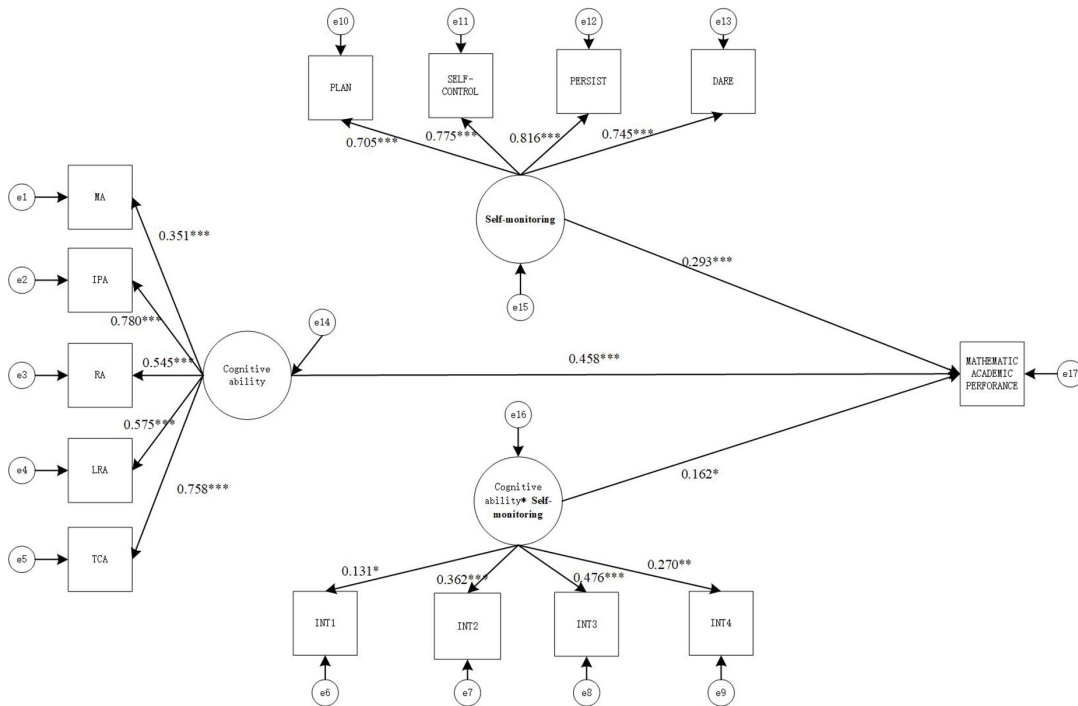 e10
e11
e12
e13
PLAN
SELF-
CONTROL
PERSIST
DARE
0.705***
0.775***
0.816***
0.745***
e1
MA
Self-monitoring
0.351***
0.293***
e2
IPA
e15
0.780***
e14
e3
RA
0.545***
Cognitive
ability
0.458***
MATHEMATIC
ACADEMIC
PERFORANCE
e17
0.575***
e16
e4
LRA
0.758***
Cognitive
ability* Self-
monitoring
0.162*
e5
TCA
0.131*
0.362***
0.476***
0.270**
INT1
INT2
INT3
INT4
e6
e7
e8
e9